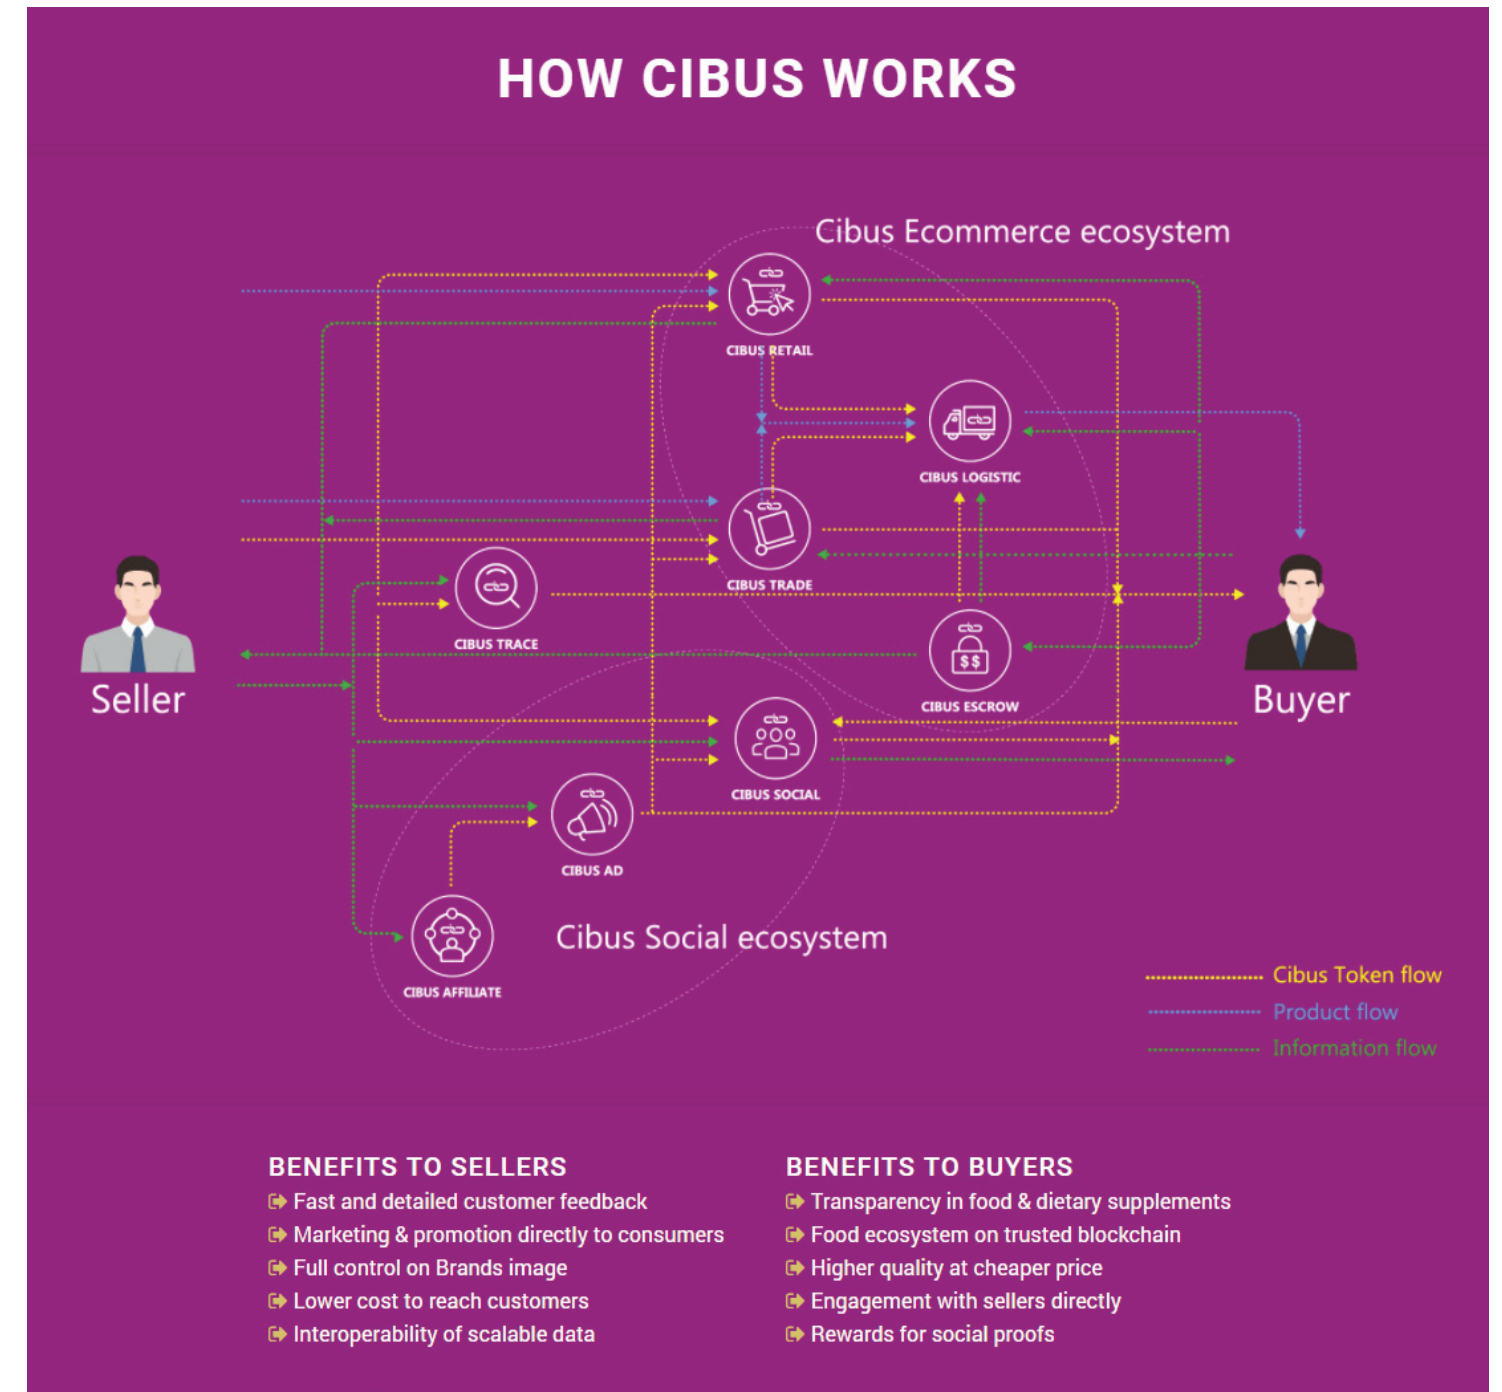 HOW CIBUS WORKS
Cibus Ecommerce ecosystem
CIBUS RETAIL
CIBUS LOGISTIC
CIBUS TRADE
CIBUS TRACE
$$
CIBUS ESCROW
Seller
Buyer
CIBUS SOCIAL
CIBUS AD
Cibus Social ecosystem
CIBUS AFFILIATE
Cibus Token flow
Product flow
Information flow
BENEFITS TO SELLERS
Fast and detailed customer feedback
Marketing & promotion directly to consumers
Full control on Brands image
Lower cost to reach customers
Interoperability of scalable data
BENEFITS TO BUYERS
Transparency in food & dietary supplements
Food ecosystem on trusted blockchain
Higher quality at cheaper price
Engagement with sellers directly
Rewards for social proofs